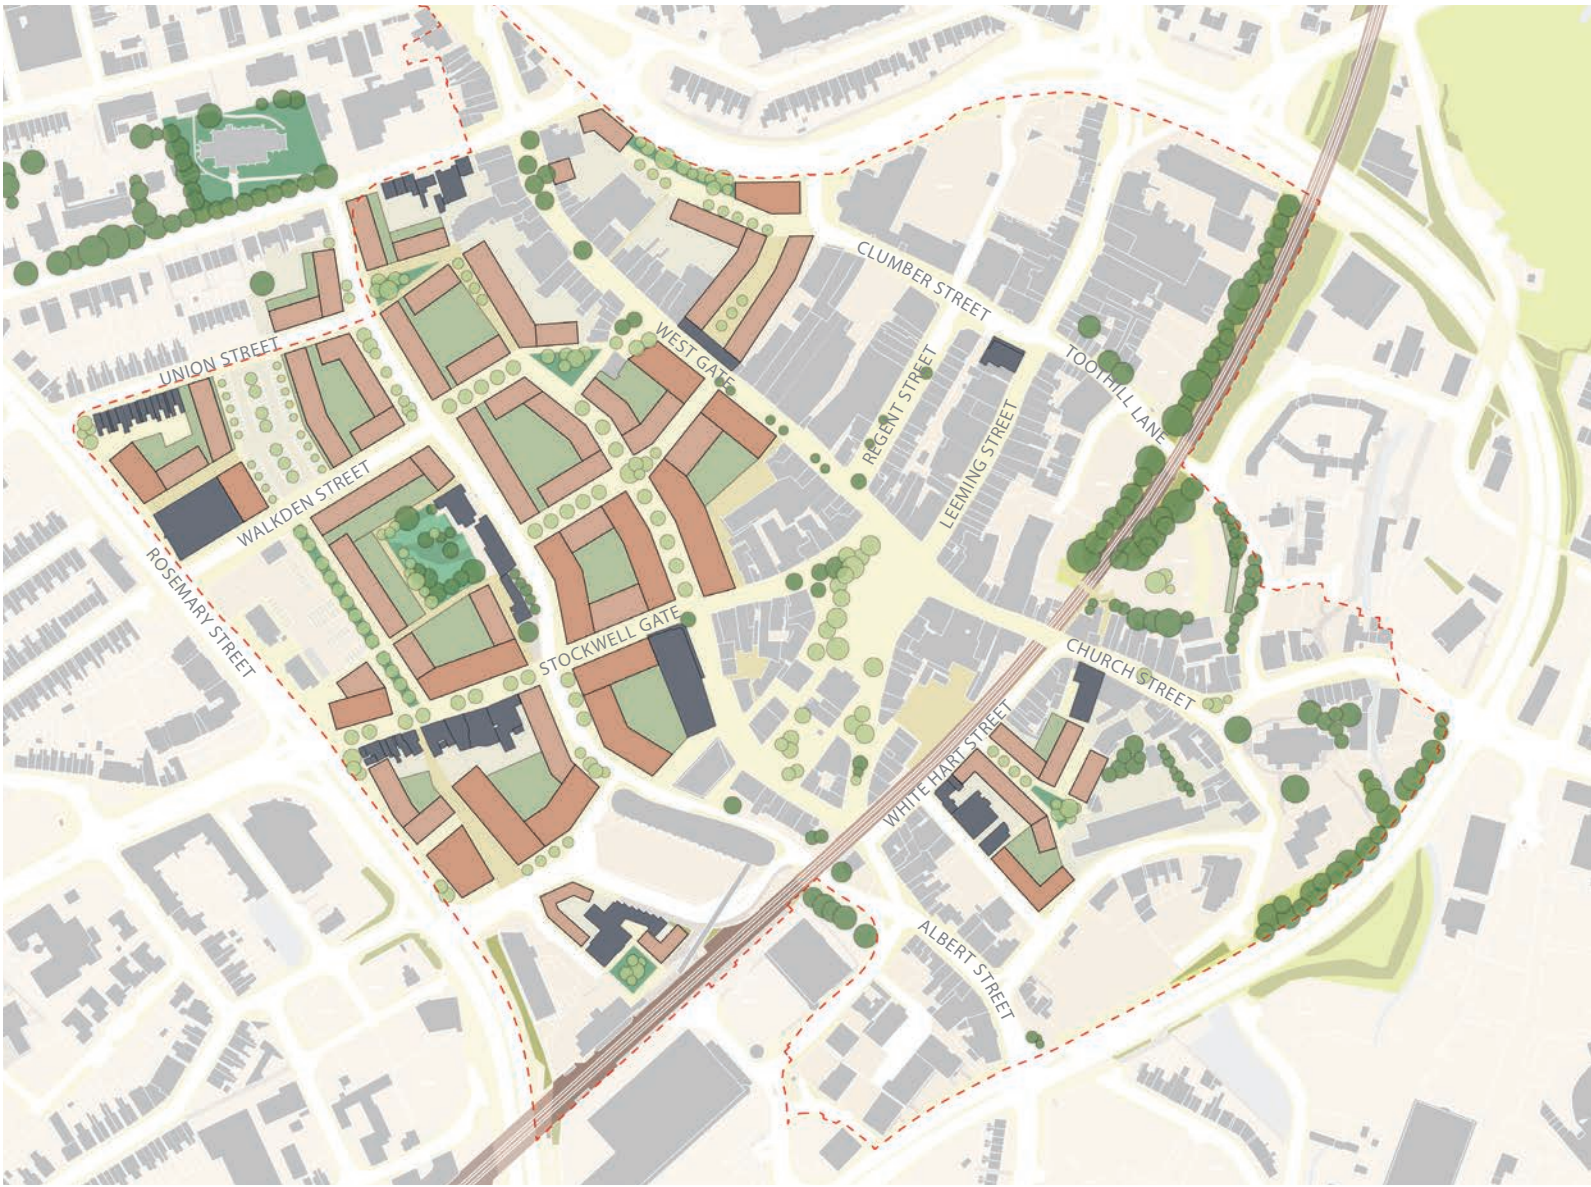 CLUMBER STREET
WEST GATE
UNION STREET
REGENT STREET
TOOTHILL LANE
LEEMING STREET
WALKDEN STREET
ROSEMARY STREET
STOCKWELL GATE
CHURCH STREET
WHITE HART STREET
ALBERT STREET